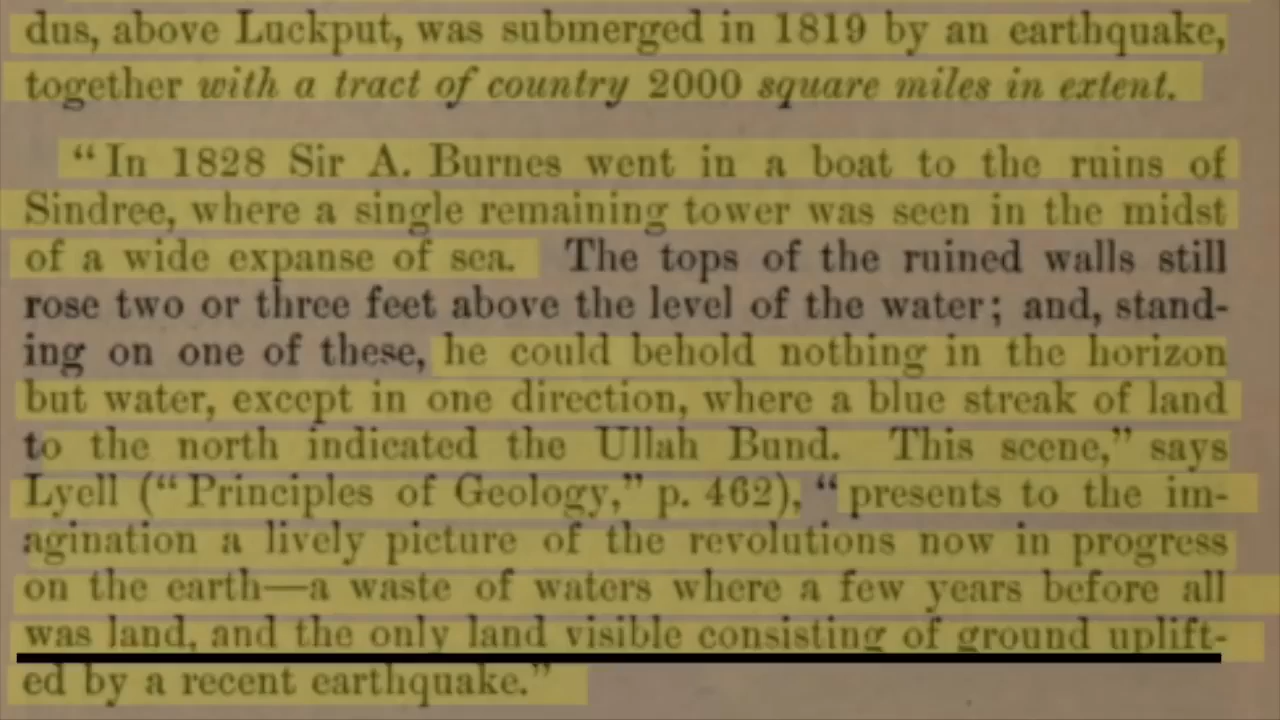 dus, above Luckput, was submerged in 1819 by an earthquake,
together with a tract of country 2000 square miles in extent.
“In 1828 Sir A. Burnes went in a boat to the ruins of
Sindree, where a single remaining tower was seen in the midst
of a wide expanse of sea. The tops of the ruined walls still
rose two or three feet above the level of the water; and, stand-
ing on one of these, he could behold nothing in the horizon
but water, except in one direction, where a blue streak of land
to the north indicated the Ullah Bund. This scene,” says
Lyell (“Principles of Geology,” p. 462), “presents to the im-
agination a lively picture of the revolutions now in progress
on the earth—a waste of waters where a few years before all
was land, and the only land visible consisting of ground uplift-
ed by a recent earthquake.”